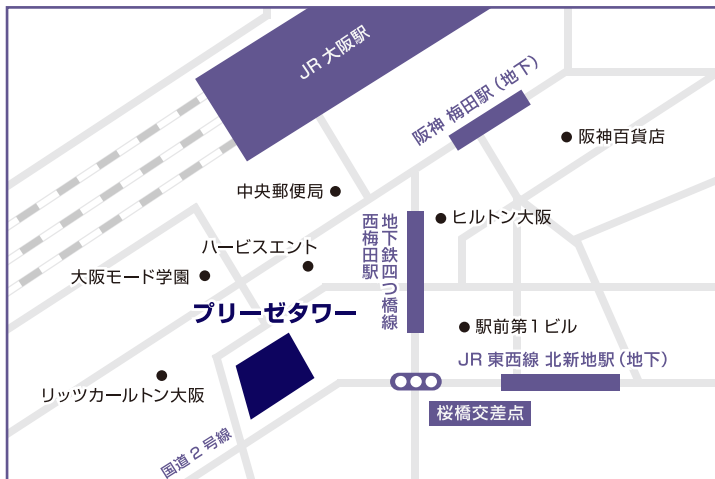 JR 大阪駅
阪神 梅田駅（地下）
阪神百貨店
中央郵便局
ヒルトン大阪
地下鉄四つ橋線
西梅田駅
ハービスエント
大阪モード学園
プリーゼタワー
駅前第1ビル
JR 東西線 北新地駅（地下）
リッツカールトン大阪
桜橋交差点
国道2号線